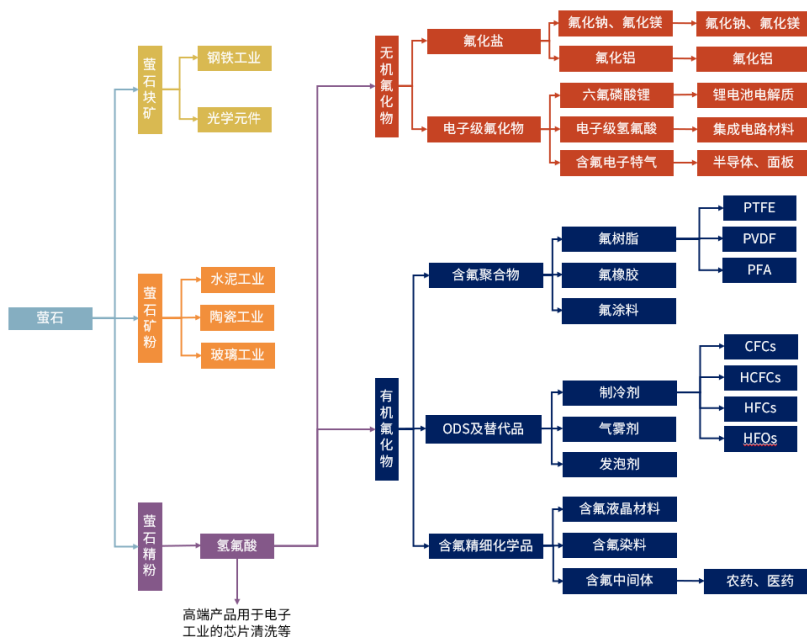 萤石
萤石块矿
钢铁工业
光学元件
萤石矿粉
水泥工业
陶瓷工业
玻璃工业
萤石精粉
氢氟酸
高端产品用于电子
工业的芯片清洗等
无机氟化物
氟化盐
氟化钠、氟化镁
氟化钠、氟化镁
氟化铝
氟化铝
电子级氟化物
六氟磷酸锂
锂电池电解质
电子级氢氟酸
集成电路材料
含氟电子特气
半导体、面板
有机氟化物
含氟聚合物
氟树脂
PTFE
PVDF
PFA
氟橡胶
氟涂料
ODS及替代品
制冷剂
CFCs
HCFCs
HFCs
HFOs
气雾剂
发泡剂
含氟精细化学品
含氟液晶材料
含氟染料
含氟中间体
农药、医药